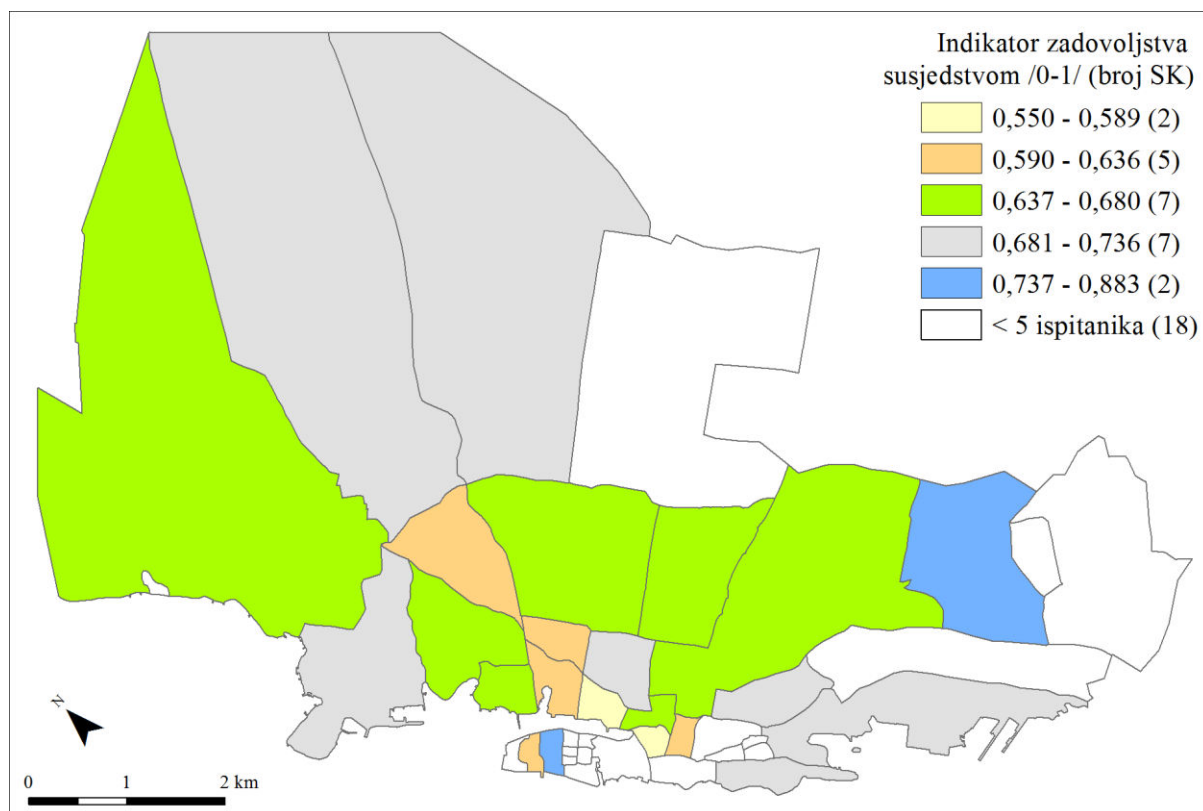 Indikator zadovoljstva
susjedstvom /0-1/ (broj SK)
0,550 - 0,589 (2)
0,590 - 0,636 (5)
0,637 - 0,680 (7)
0,681 - 0,736 (7)
0,737 - 0,883 (2)
< 5 ispitanika (18)
N
0 1 2 km